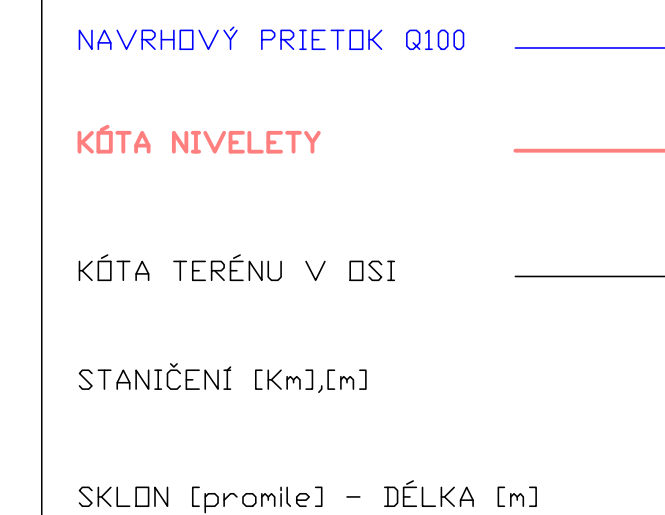 NAVRHOVÝ PRIETOK Q100
KÓTA NIVELETY
KÓTA TERÉNU V OSI
STANIČENÍ [Km],[m]
SKLON [promile] - DÉLKA [m]